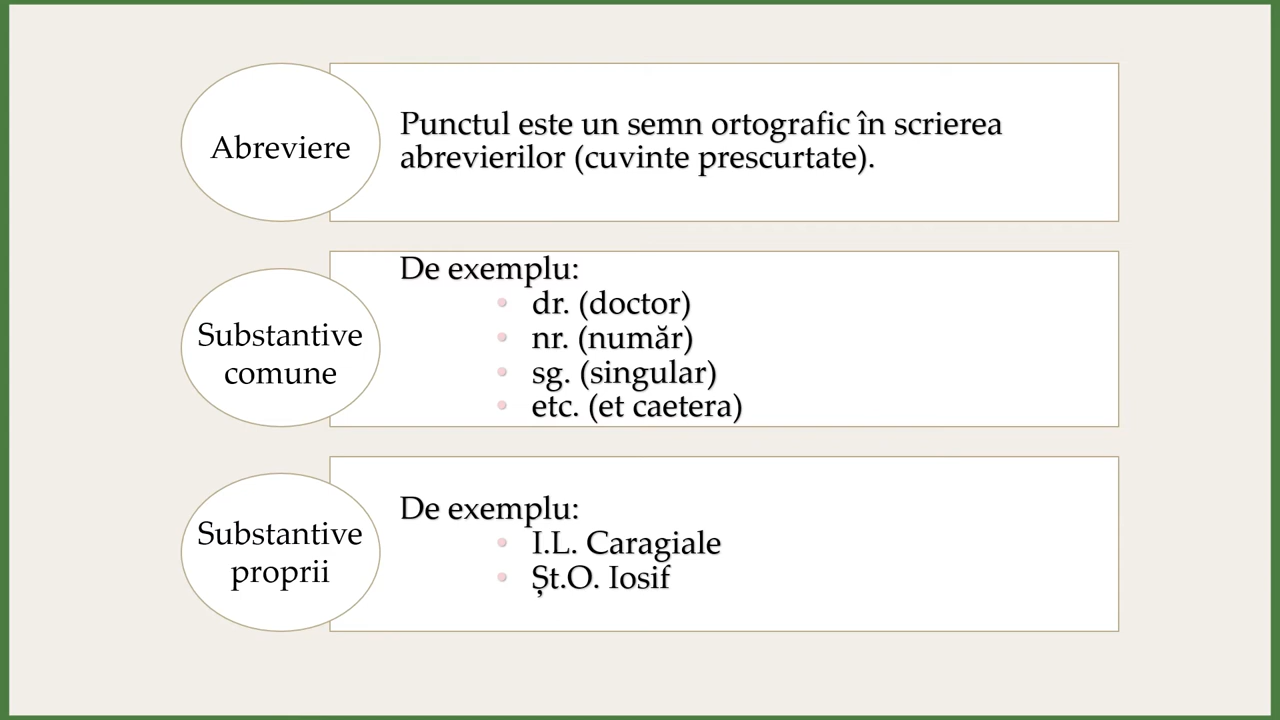 Abreviere
Punctul este un semn ortografic în scrierea
abrevierilor (cuvinte prescurtate).
Substantive
comune
De exemplu:
• dr. (doctor)
• nr. (număr)
• sg. (singular)
• etc. (et caetera)
Substantive
proprii
De exemplu:
• I.L. Caragiale
• Șt.O. Iosif